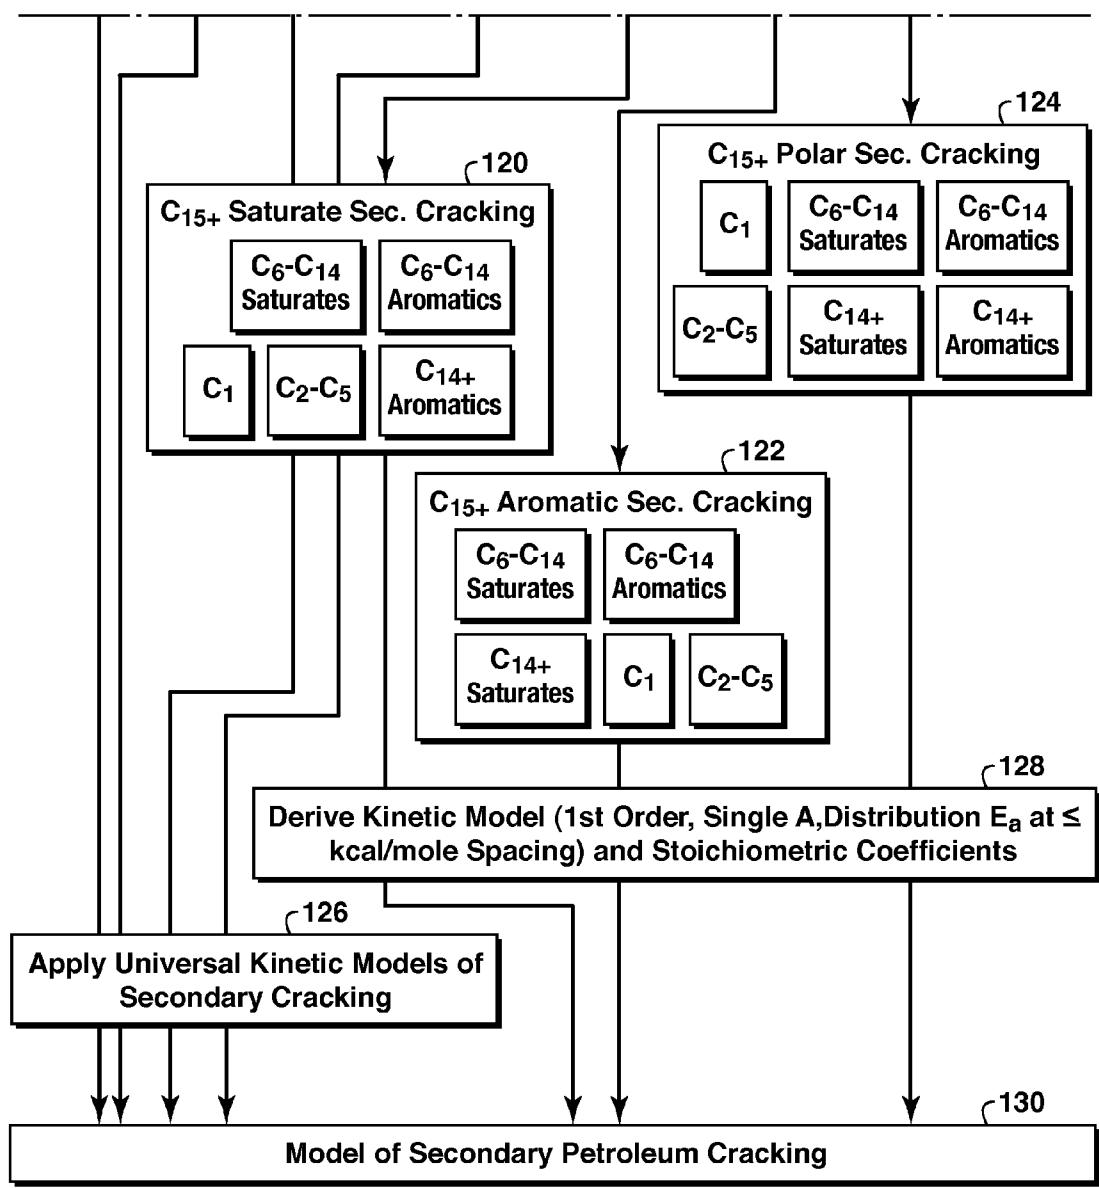 124
C15+ Polar Sec. Cracking
C1
C6-C14
Saturates
C6-C14
Aromatics
C2-C5
C14+
Saturates
C14+
Aromatics
120
C15+ Saturate Sec. Cracking
C6-C14
Saturates
C6-C14
Aromatics
C1
C2-C5
C14+
Aromatics
122
C15+ Aromatic Sec. Cracking
C6-C14
Saturates
C6-C14
Aromatics
C14+
Saturates
C1
C2-C5
128
Derive Kinetic Model (1st Order, Single A,Distribution Ea at ≤
kcal/mole Spacing) and Stoichiometric Coefficients
126
Apply Universal Kinetic Models of
Secondary Cracking
130
Model of Secondary Petroleum Cracking